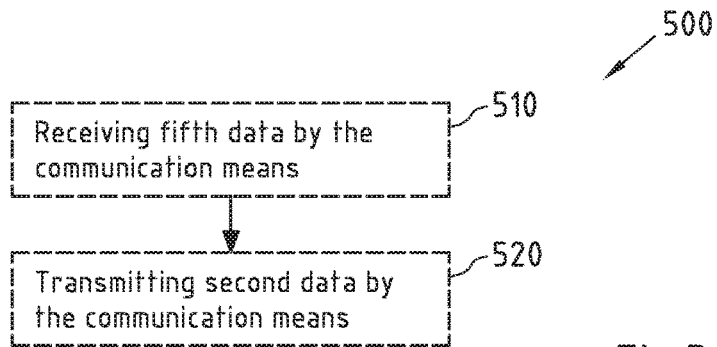 500
510
Receiving fifth data by the
communication means
520
Transmitting second data by
the communication means